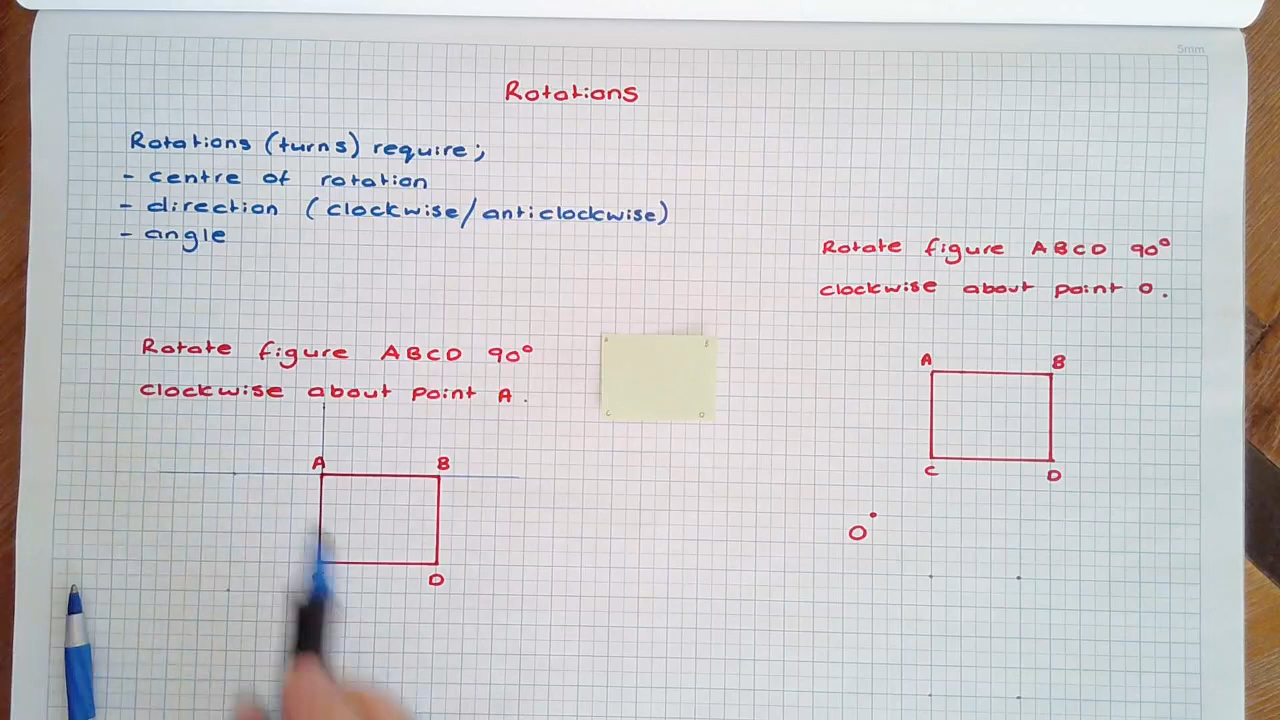 5mm
Rotations
Rotations (turns) require;
- centre of rotation
- direction (clockwise/anticlockwise)
- angle
Rotate figure ABCD 90°
clockwise about point A.
A B
D
A B
C D
Rotate figure ABCD 90°
clockwise about point O.
A B
C D
O